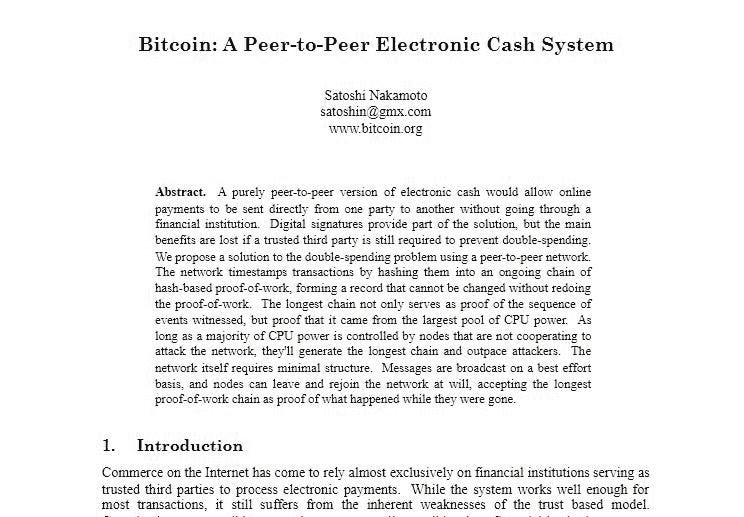 Bitcoin: A Peer-to-Peer Electronic Cash System
Satoshi Nakamoto
satoshin@gmx.com
www.bitcoin.org
Abstract. A purely peer-to-peer version of electronic cash would allow online
payments to be sent directly from one party to another without going through a
financial institution. Digital signatures provide part of the solution, but the main
benefits are lost if a trusted third party is still required to prevent double-spending.
We propose a solution to the double-spending problem using a peer-to-peer network.
The network timestamps transactions by hashing them into an ongoing chain of
hash-based proof-of-work, forming a record that cannot be changed without redoing
the proof-of-work. The longest chain not only serves as proof of the sequence of
events witnessed, but proof that it came from the largest pool of CPU power. As
long as a majority of CPU power is controlled by nodes that are not cooperating to
attack the network, they'll generate the longest chain and outpace attackers. The
network itself requires minimal structure. Messages are broadcast on a best effort
basis, and nodes can leave and rejoin the network at will, accepting the longest
proof-of-work chain as proof of what happened while they were gone.
1. Introduction
Commerce on the Internet has come to rely almost exclusively on financial institutions serving as
trusted third parties to process electronic payments. While the system works well enough for
most transactions, it still suffers from the inherent weaknesses of the trust based model.